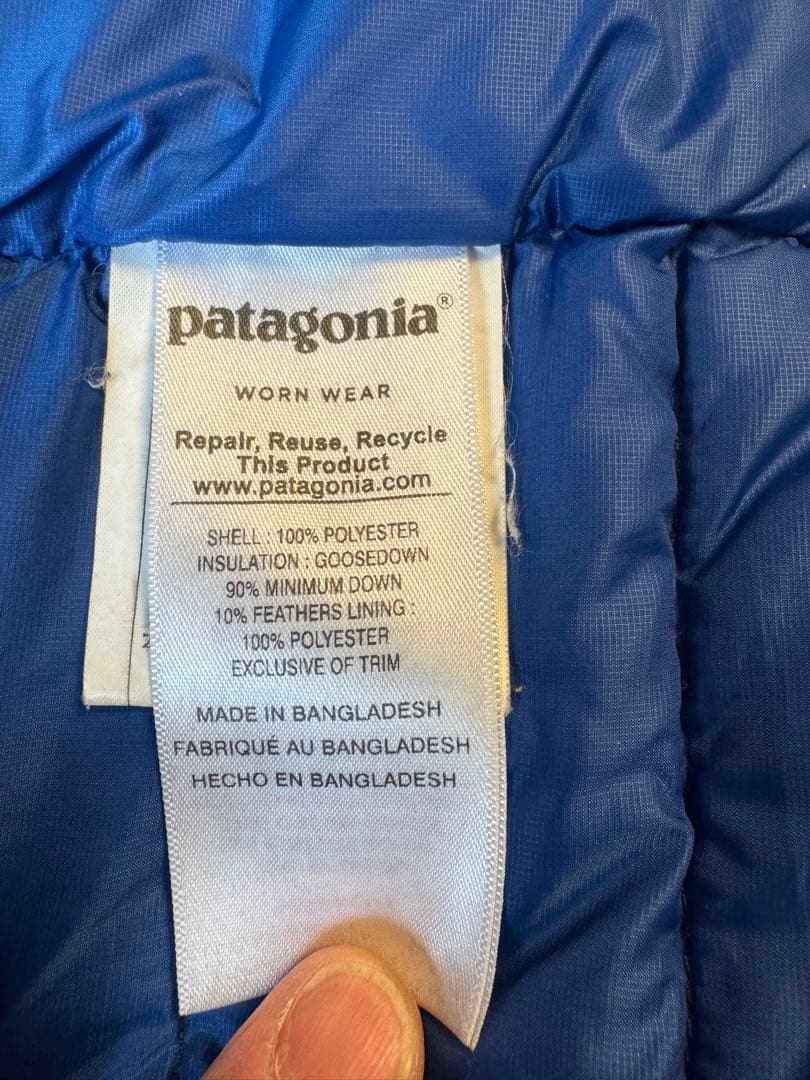 patagonia®
WORN WEAR
Repair, Reuse, Recycle
This Product
www.patagonia.com
SHELL : 100% POLYESTER
INSULATION : GOOSEDOWN
90% MINIMUM DOWN
10% FEATHERS LINING :
100% POLYESTER
EXCLUSIVE OF TRIM
MADE IN BANGLADESH
FABRIQUÉ AU BANGLADESH
HECHO EN BANGLADESH